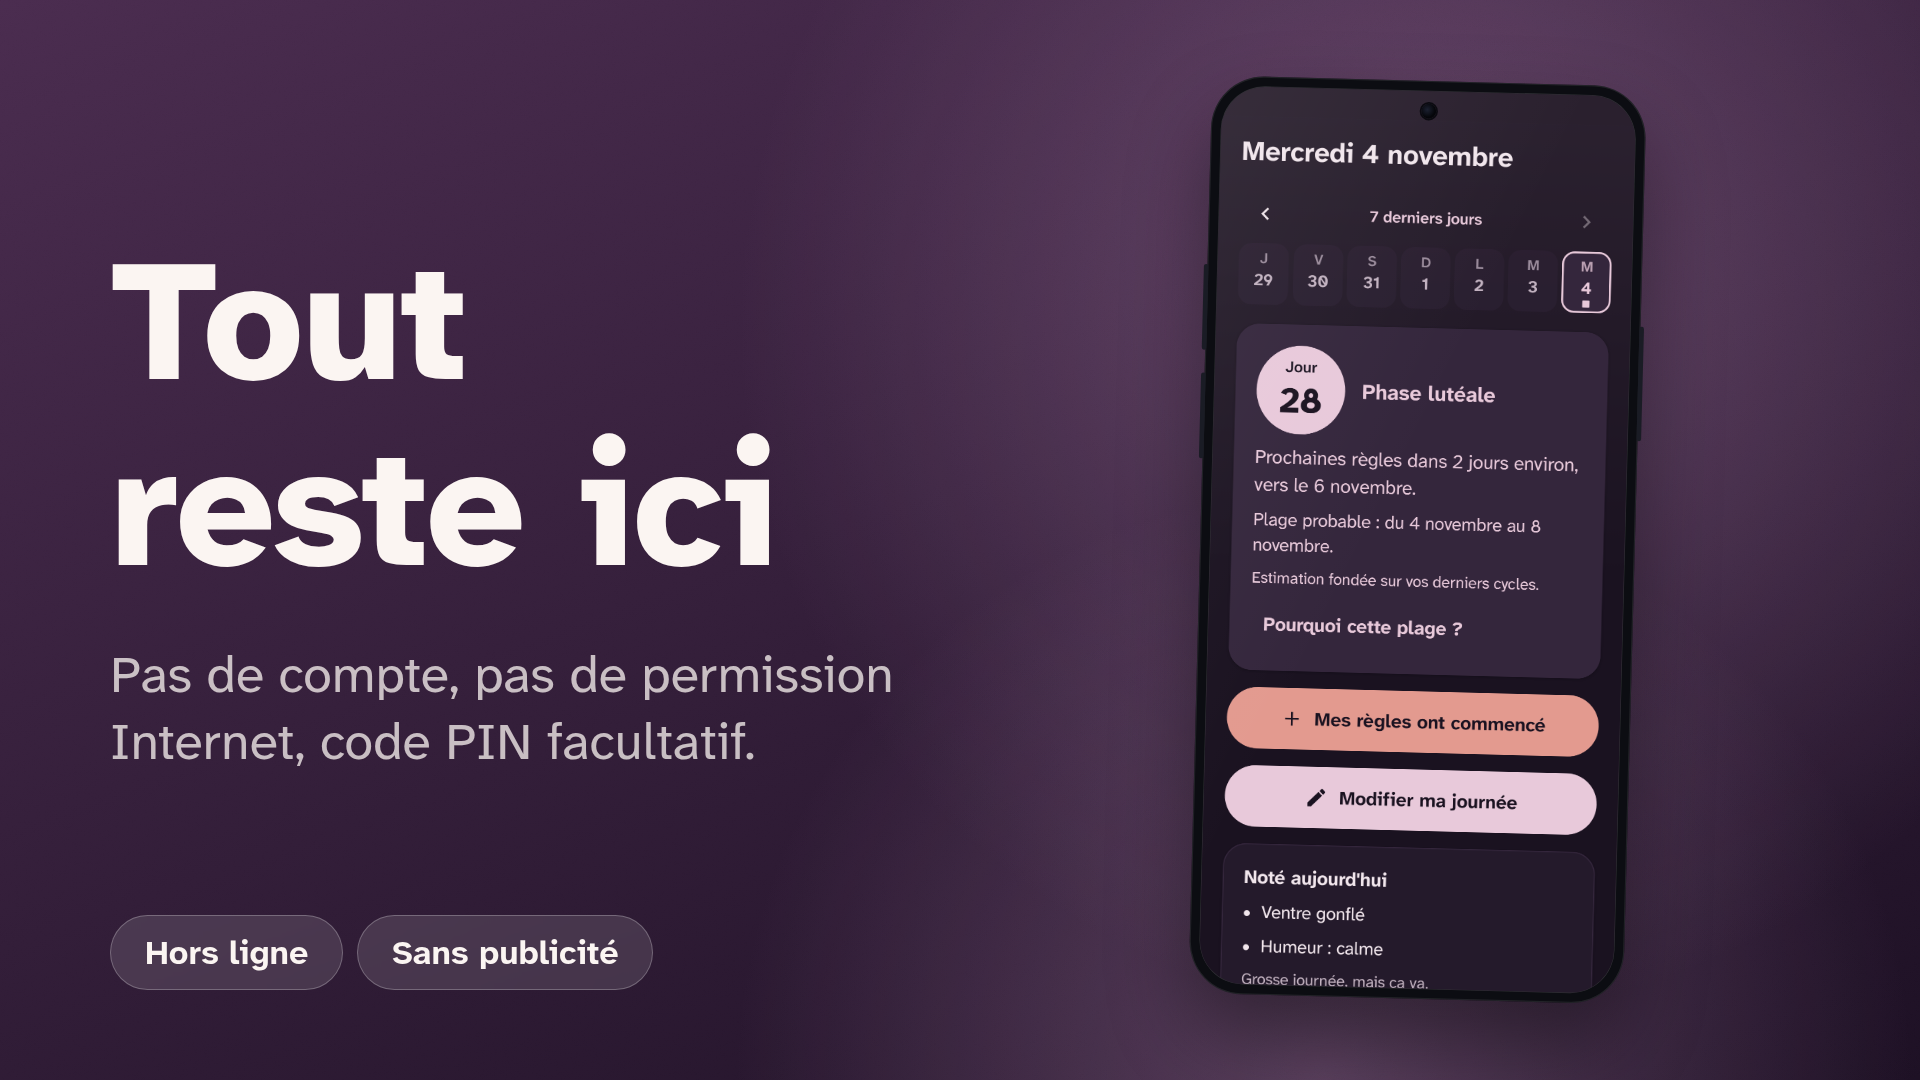 Tout
reste ici
Pas de compte, pas de permission
Internet, code PIN facultatif.
Hors ligne
Sans publicité
Mercredi 4 novembre
7 derniers jours
J V S D L M M
29 30 31 1 2 3 4
Jour
28
Phase lutéale
Prochaines règles dans 2 jours environ,
vers le 6 novembre.
Plage probable : du 4 novembre au 8
novembre.
Estimation fondée sur vos derniers cycles.
Pourquoi cette plage ?
Mes règles ont commencé
Modifier ma journée
Noté aujourd'hui
• Ventre gonflé
• Humeur : calme
Grosse journée, mais ça va.